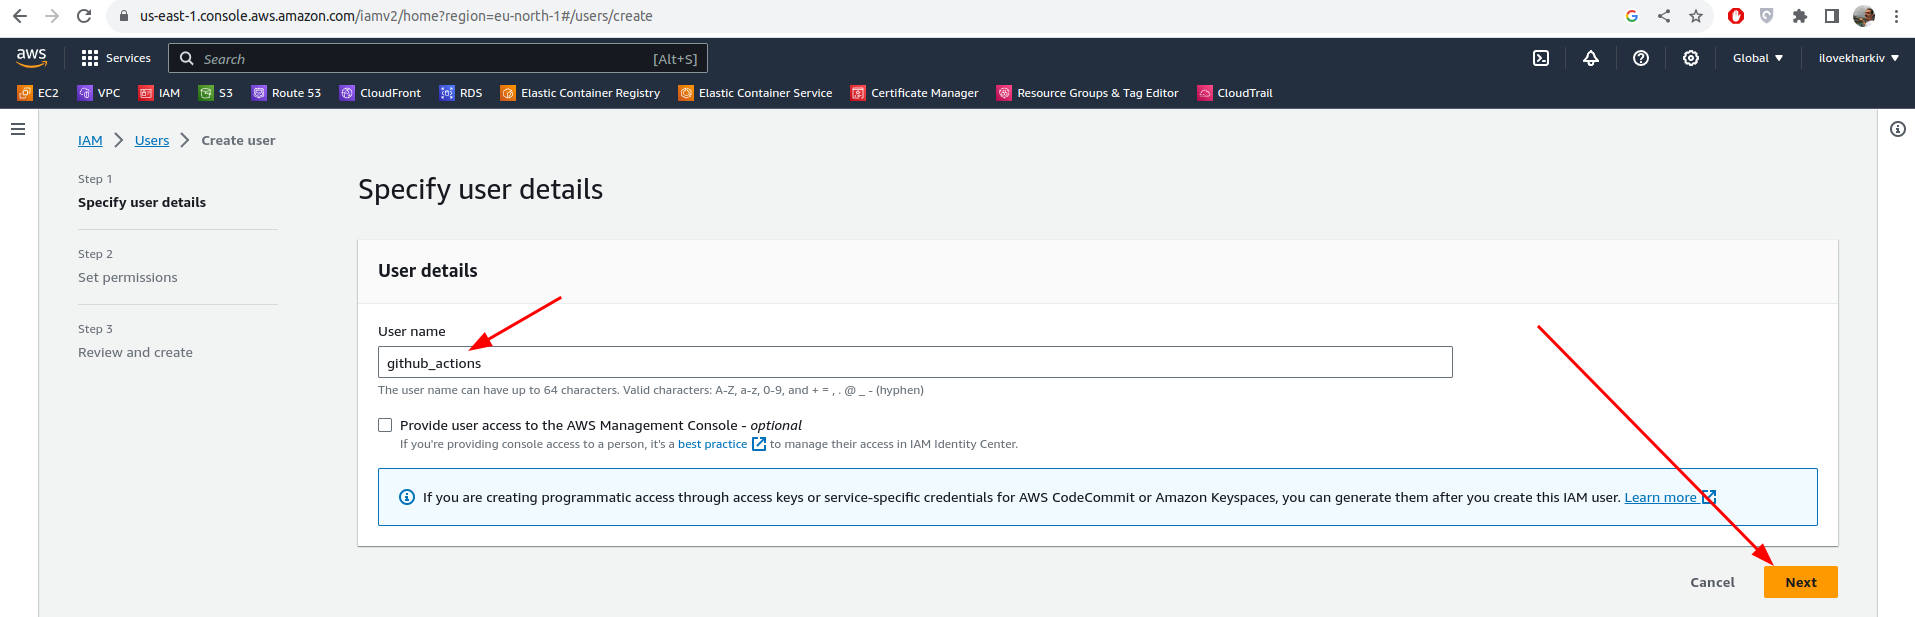 us-east-1.console.aws.amazon.com/iamv2/home?region=eu-north-1#/users/create
aws Services Search [Alt+S] Global ilovekharkiv
EC2 VPC IAM S3 Route 53 CloudFront RDS Elastic Container Registry Elastic Container Service Certificate Manager Resource Groups & Tag Editor CloudTrail
IAM Users Create user
Step 1
Specify user details
Step 2
Set permissions
Step 3
Review and create
Specify user details
User details
User name
github_actions
The user name can have up to 64 characters. Valid characters: A-Z, a-z, 0-9, and + = , . @ _ - (hyphen)
Provide user access to the AWS Management Console - optional
If you're providing console access to a person, it's a best practice to manage their access in IAM Identity Center.
If you are creating programmatic access through access keys or service-specific credentials for AWS CodeCommit or Amazon Keyspaces, you can generate them after you create this IAM user. Learn more
Cancel Next